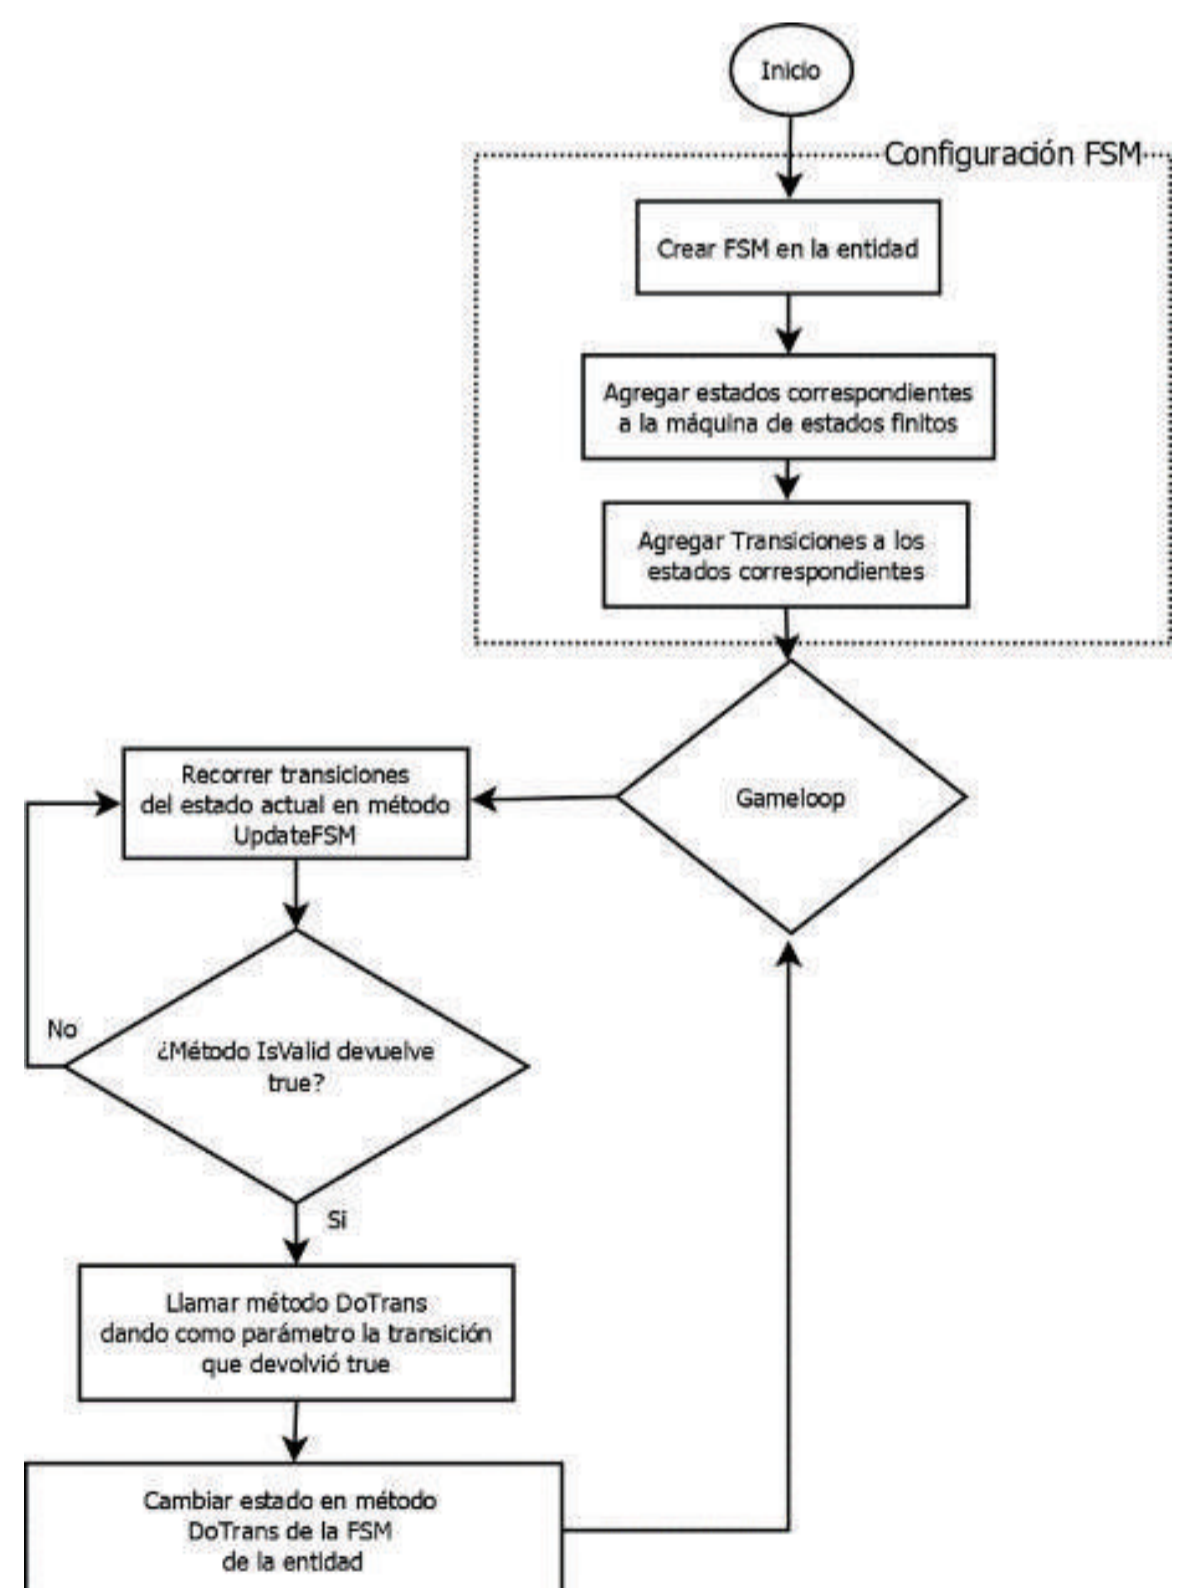 Inicio
Configuración FSM
Crear FSM en la entidad
Agregar estados correspondientes
a la máquina de estados finitos
Agregar Transiciones a los
estados correspondientes
Gameloop
Recorrer transiciones
del estado actual en método
UpdateFSM
No
¿Método IsValid devuelve
true?
Si
Llamar método DoTrans
dando como parámetro la transición
que devolvió true
Cambiar estado en método
DoTrans de la FSM
de la entidad